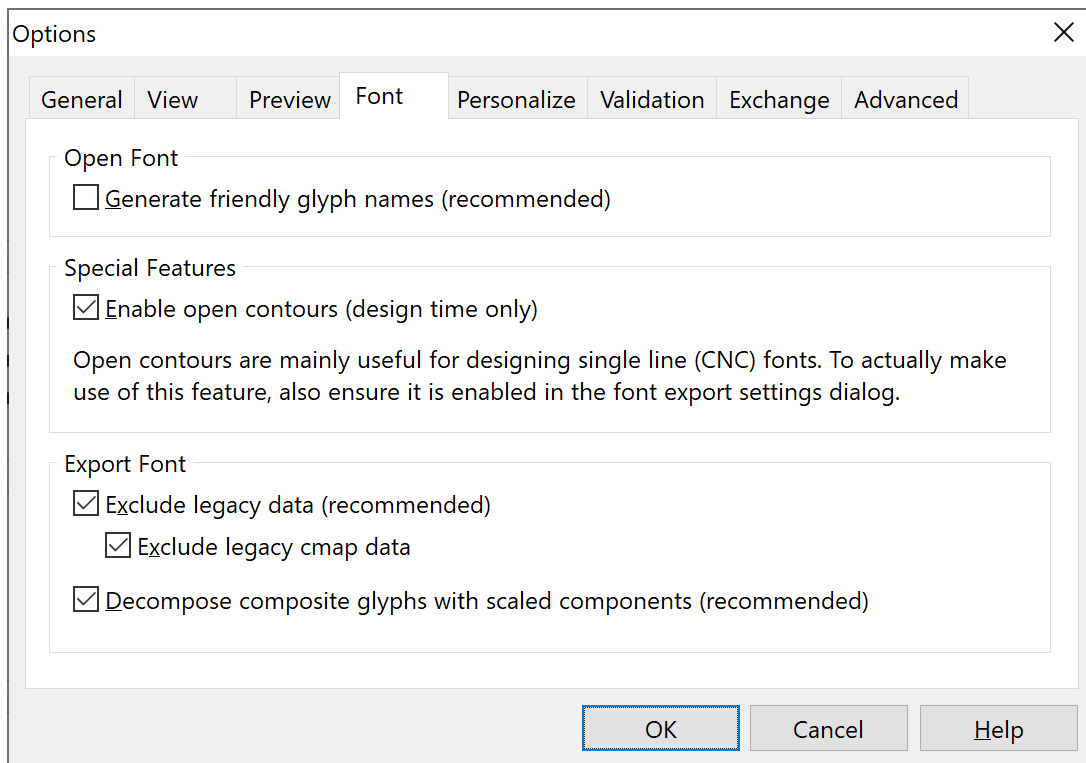 Options
General View Preview Font Personalize Validation Exchange Advanced
Open Font
Generate friendly glyph names (recommended)
Special Features
Enable open contours (design time only)
Open contours are mainly useful for designing single line (CNC) fonts. To actually make
use of this feature, also ensure it is enabled in the font export settings dialog.
Export Font
Exclude legacy data (recommended)
Exclude legacy cmap data
Decompose composite glyphs with scaled components (recommended)
OK Cancel Help